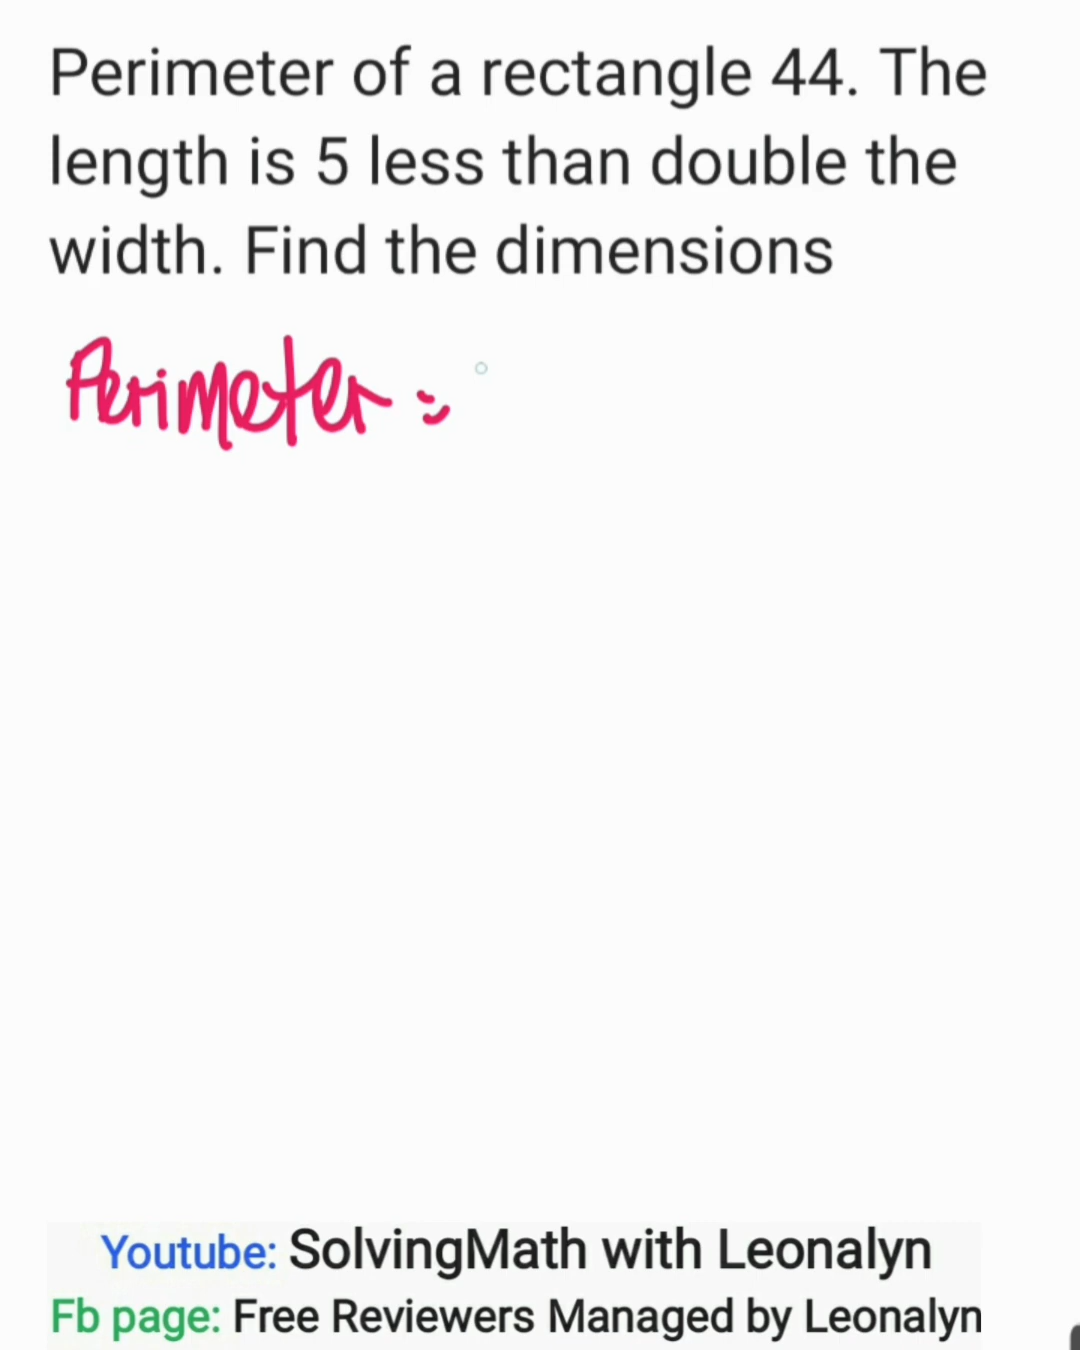 Perimeter of a rectangle 44. The
length is 5 less than double the
width. Find the dimensions
Perimeter =
Youtube: SolvingMath with Leonalyn
Fb page: Free Reviewers Managed by Leonalyn